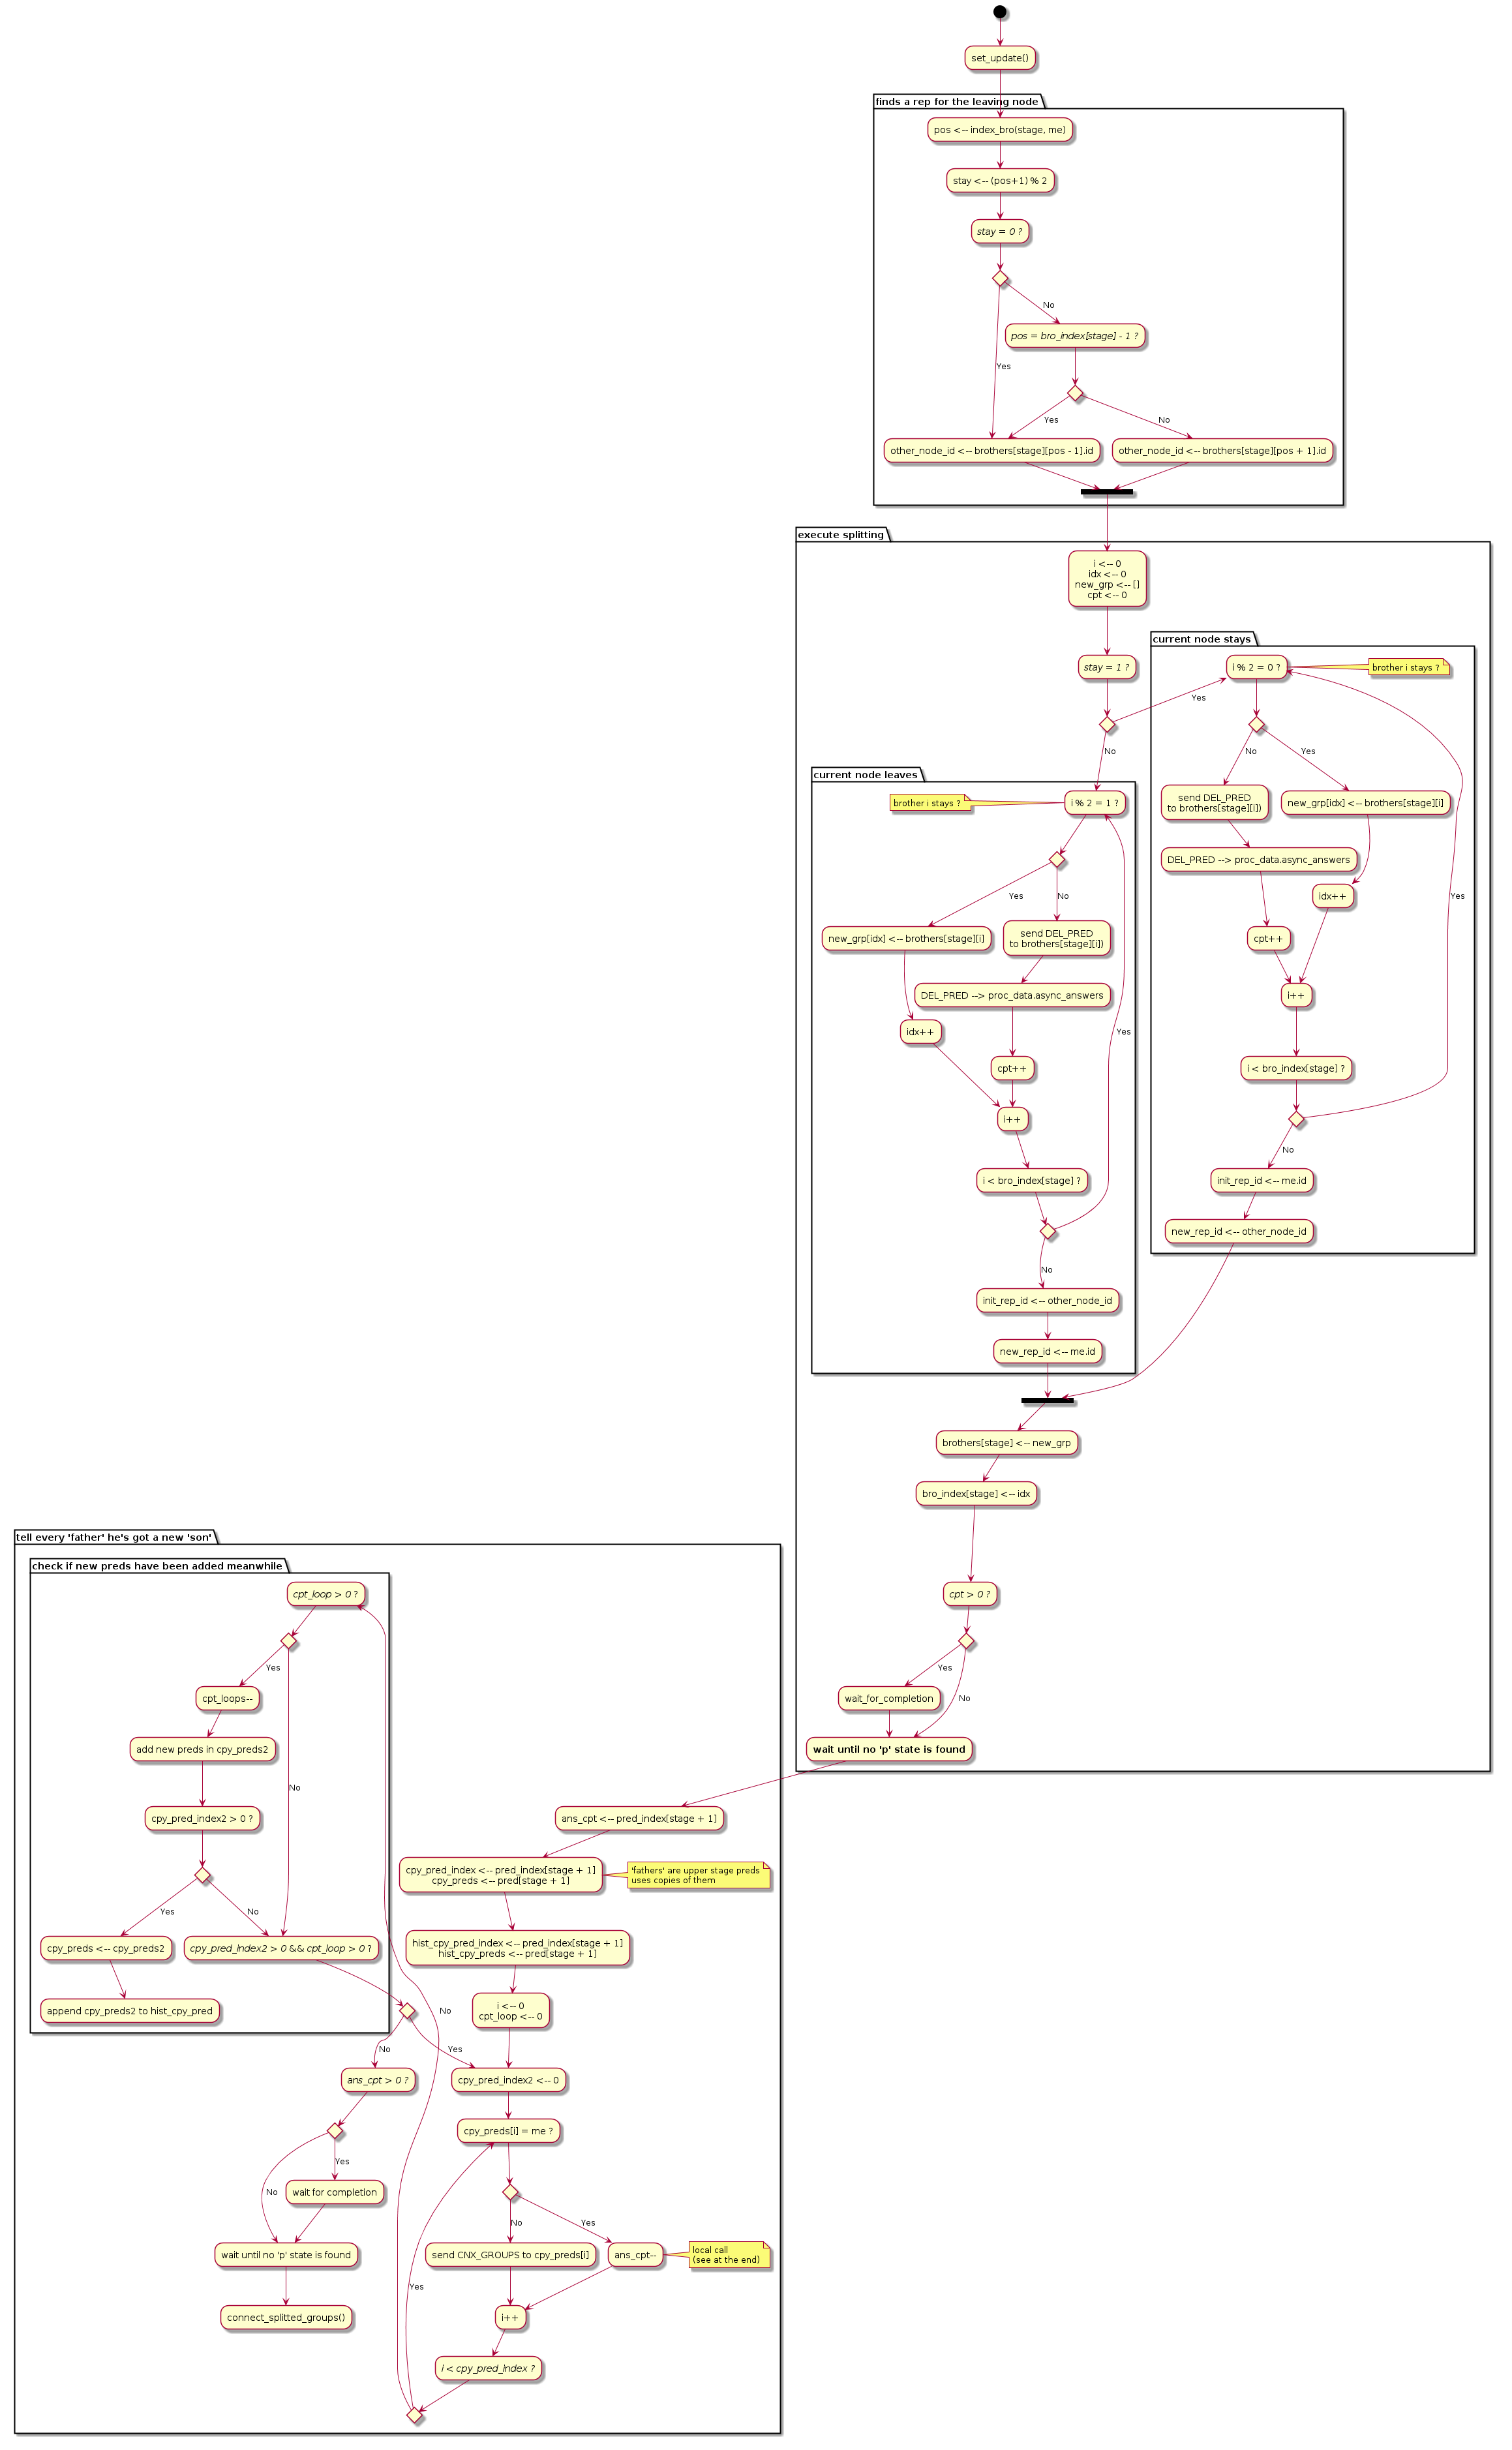 set_update()
finds a rep for the leaving node
pos <-- index_bro(stage, me)
stay <-- (pos+1) % 2
stay = 0 ?
No
pos = bro_index[stage] - 1 ?
Yes
Yes
No
other_node_id <-- brothers[stage][pos - 1].id
other_node_id <-- brothers[stage][pos + 1].id
execute splitting
i <-- 0
idx <-- 0
new_grp <-- []
cpt <-- 0
stay = 1 ?
Yes
No
current node stays
i % 2 = 0 ?
brother i stays ?
No
Yes
send DEL_PRED
to brothers[stage][i])
new_grp[idx] <-- brothers[stage][i]
DEL_PRED --> proc_data.async_answers
idx++
Yes
cpt++
i++
i < bro_index[stage] ?
No
init_rep_id <-- me.id
new_rep_id <-- other_node_id
current node leaves
brother i stays ?
i % 2 = 1 ?
Yes
No
new_grp[idx] <-- brothers[stage][i]
send DEL_PRED
to brothers[stage][i])
DEL_PRED --> proc_data.async_answers
idx++
Yes
cpt++
i++
i < bro_index[stage] ?
No
init_rep_id <-- other_node_id
new_rep_id <-- me.id
brothers[stage] <-- new_grp
bro_index[stage] <-- idx
cpt > 0 ?
Yes
wait_for_completion
No
wait until no 'p' state is found
tell every 'father' he's got a new 'son'
check if new preds have been added meanwhile
cpt_loop > 0 ?
Yes
cpt_loops--
add new preds in cpy_preds2
No
cpy_pred_index2 > 0 ?
Yes
No
cpy_preds <-- cpy_preds2
cpy_pred_index2 > 0 && cpt_loop > 0 ?
append cpy_preds2 to hist_cpy_pred
ans_cpt <-- pred_index[stage + 1]
cpy_pred_index <-- pred_index[stage + 1]
cpy_preds <-- pred[stage + 1]
'fathers' are upper stage preds
uses copies of them
hist_cpy_pred_index <-- pred_index[stage + 1]
hist_cpy_preds <-- pred[stage + 1]
i <-- 0
cpt_loop <-- 0
No
No
Yes
ans_cpt > 0 ?
cpy_pred_index2 <-- 0
cpy_preds[i] = me ?
Yes
No
wait for completion
No
Yes
wait until no 'p' state is found
send CNX_GROUPS to cpy_preds[i]
ans_cpt--
local call
(see at the end)
Yes
connect_splitted_groups()
i++
i < cpy_pred_index ?